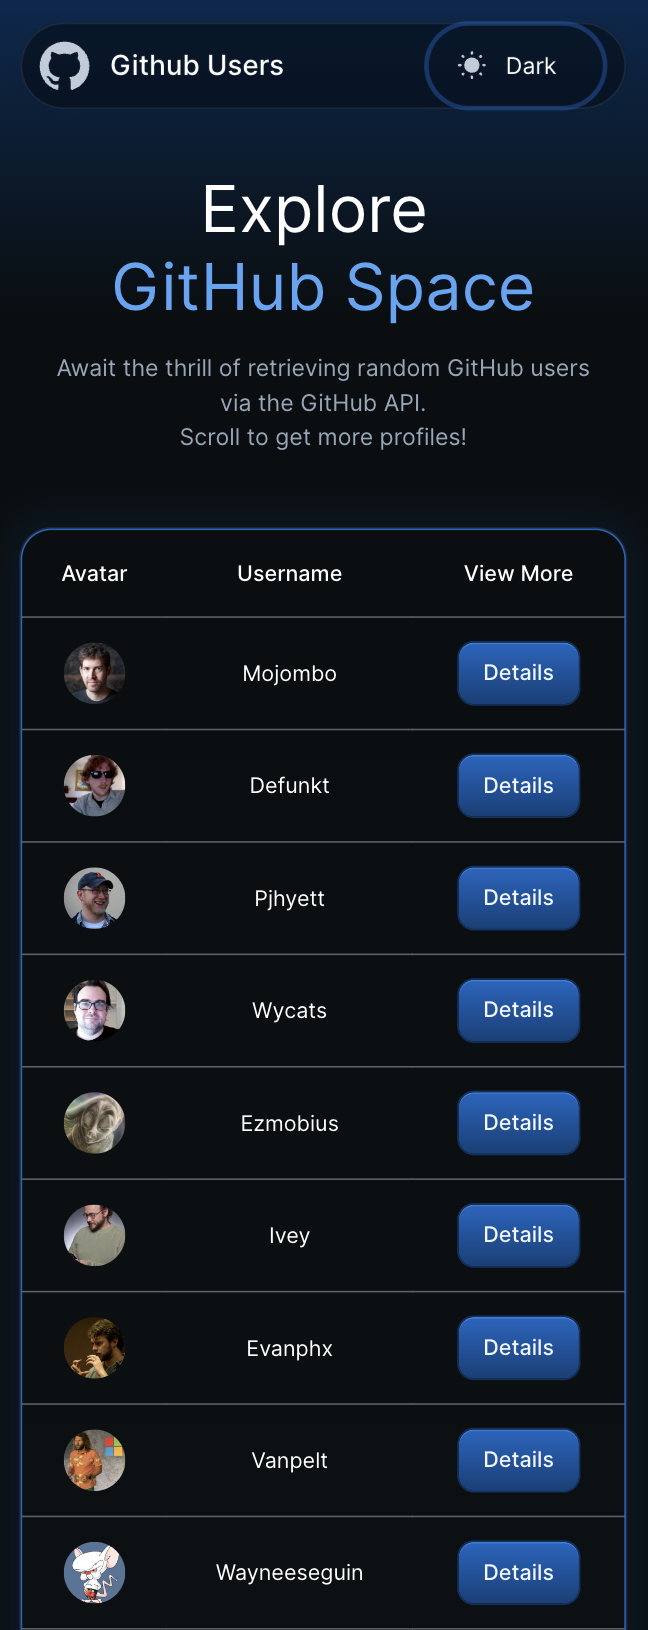 Github Users
Dark
Explore
GitHub Space
Await the thrill of retrieving random GitHub users
via the GitHub API.
Scroll to get more profiles!
Avatar Username View More
Mojombo Details
Defunkt Details
Pjhyett Details
Wycats Details
Ezmobius Details
Ivey Details
Evanphx Details
Vanpelt Details
Wayneeseguin Details